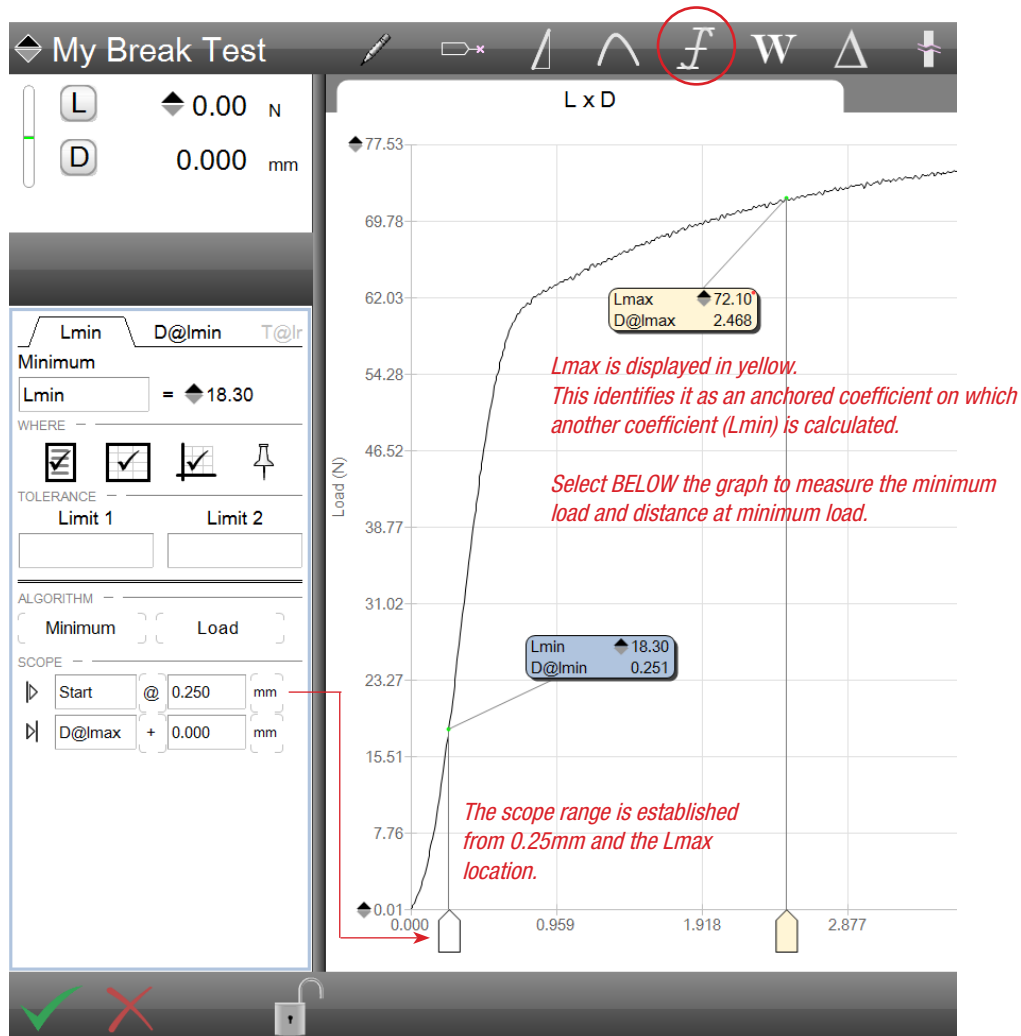 My Break Test
W
L 0.00 N
D 0.000 mm
Lmin D@lmin T@lr
Minimum
Lmin = 18.30
WHERE
TOLERANCE
Limit 1 Limit 2
ALGORITHM
Minimum Load
SCOPE
Start @ 0.250 mm
D@lmax + 0.000 mm
L x D
77.53
69.78
62.03
54.28
46.52
38.77
31.02
23.27
15.51
7.76
0.01
Load (N)
Lmax 72.10*
D@lmax 2.468
Lmax is displayed in yellow.
This identifies it as an anchored coefficient on which
another coefficient (Lmin) is calculated.
Select BELOW the graph to measure the minimum
load and distance at minimum load.
Lmin 18.30
D@lmin 0.251
The scope range is established
from 0.25mm and the Lmax
location.
0.000 0.959 1.918 2.877